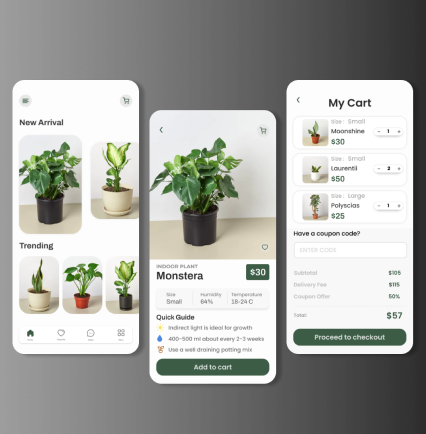 New Arrival
Trending
INDOOR PLANT
Monstera
$30
Size
Humidity
Temperature
Small
64%
18-24 C
Quick Guide
Indirect light is ideal for growth
400-500 ml about every 2-3 weeks
Use a well draining potting mix
Add to cart
My Cart
Size : Small
Moonshine
$30
- 1 +
Size : Small
Laurentii
$50
- 2 +
Size : Large
Polyscias
$25
- 1 +
Have a coupon code?
ENTER CODE
Subtotal
$105
Delivery Fee
$115
Coupon Offer
50%
Total:
$57
Proceed to checkout